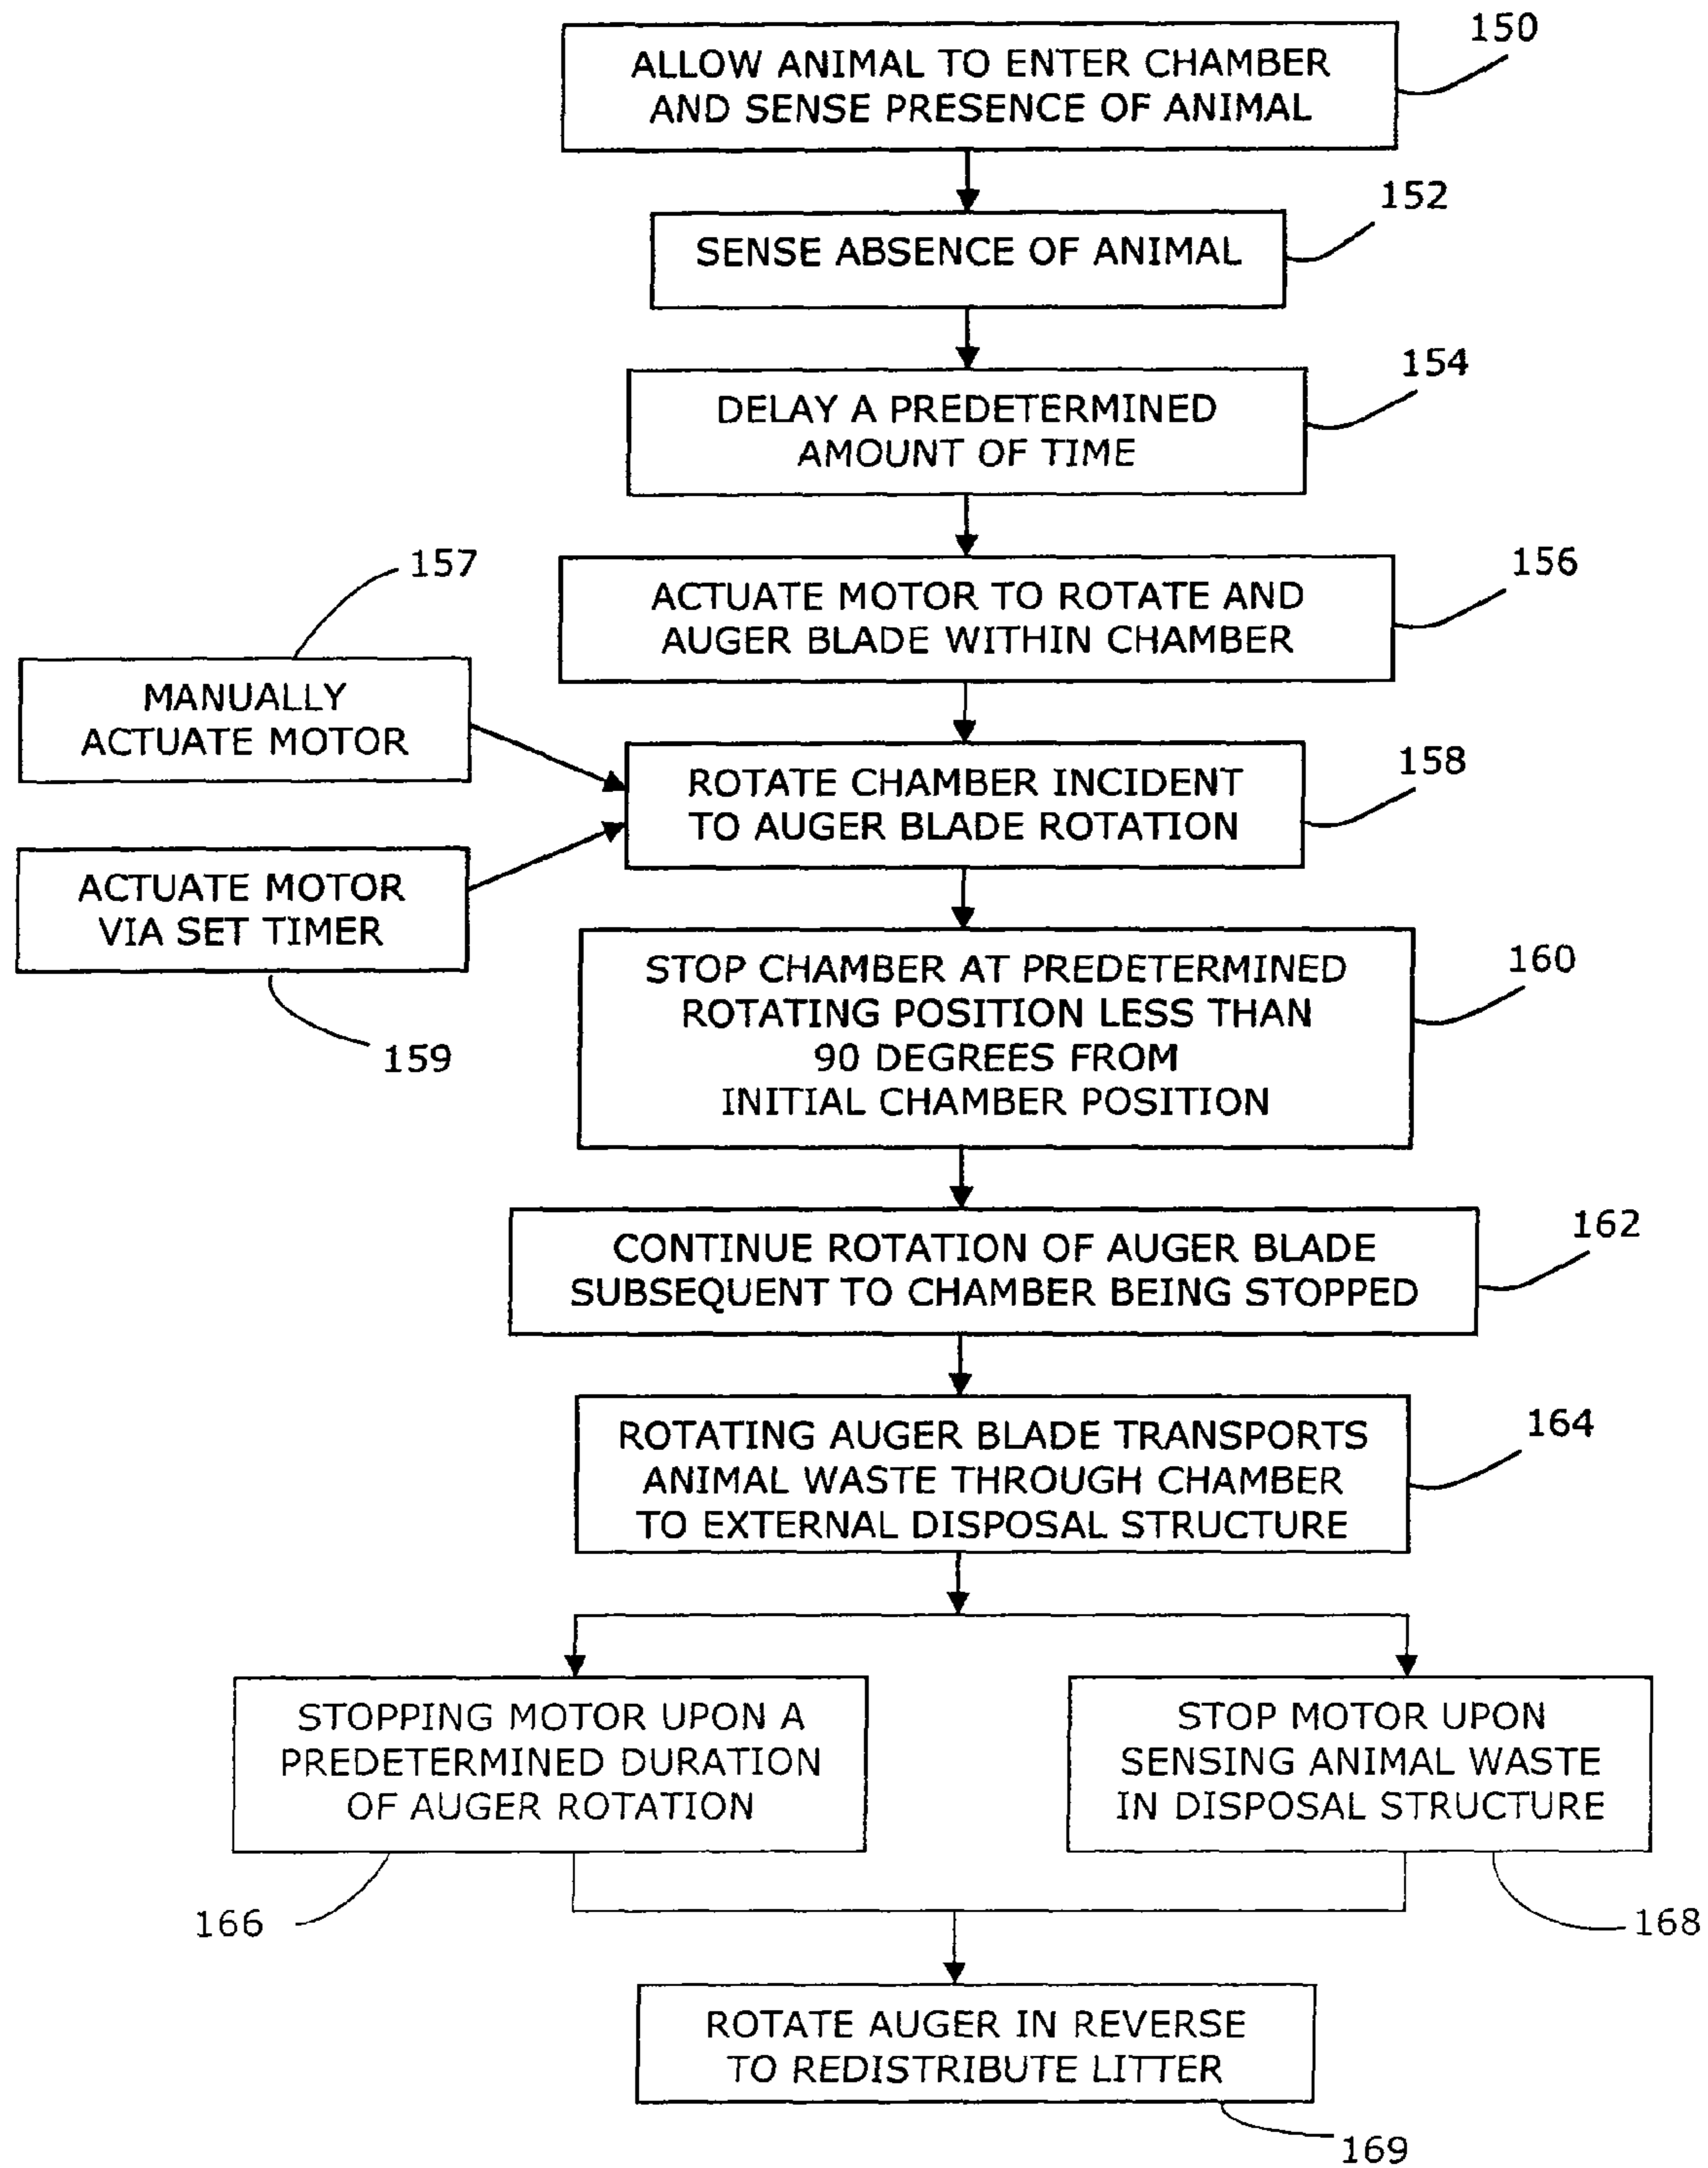 150
ALLOW ANIMAL TO ENTER CHAMBER
AND SENSE PRESENCE OF ANIMAL
152
SENSE ABSENCE OF ANIMAL
154
DELAY A PREDETERMINED
AMOUNT OF TIME
156
ACTUATE MOTOR TO ROTATE AND
AUGER BLADE WITHIN CHAMBER
157
MANUALLY
ACTUATE MOTOR
158
ROTATE CHAMBER INCIDENT
TO AUGER BLADE ROTATION
ACTUATE MOTOR
VIA SET TIMER
159
160
STOP CHAMBER AT PREDETERMINED
ROTATING POSITION LESS THAN
90 DEGREES FROM
INITIAL CHAMBER POSITION
162
CONTINUE ROTATION OF AUGER BLADE
SUBSEQUENT TO CHAMBER BEING STOPPED
164
ROTATING AUGER BLADE TRANSPORTS
ANIMAL WASTE THROUGH CHAMBER
TO EXTERNAL DISPOSAL STRUCTURE
STOPPING MOTOR UPON A
PREDETERMINED DURATION
OF AUGER ROTATION
166
STOP MOTOR UPON
SENSING ANIMAL WASTE
IN DISPOSAL STRUCTURE
168
ROTATE AUGER IN REVERSE
TO REDISTRIBUTE LITTER
169